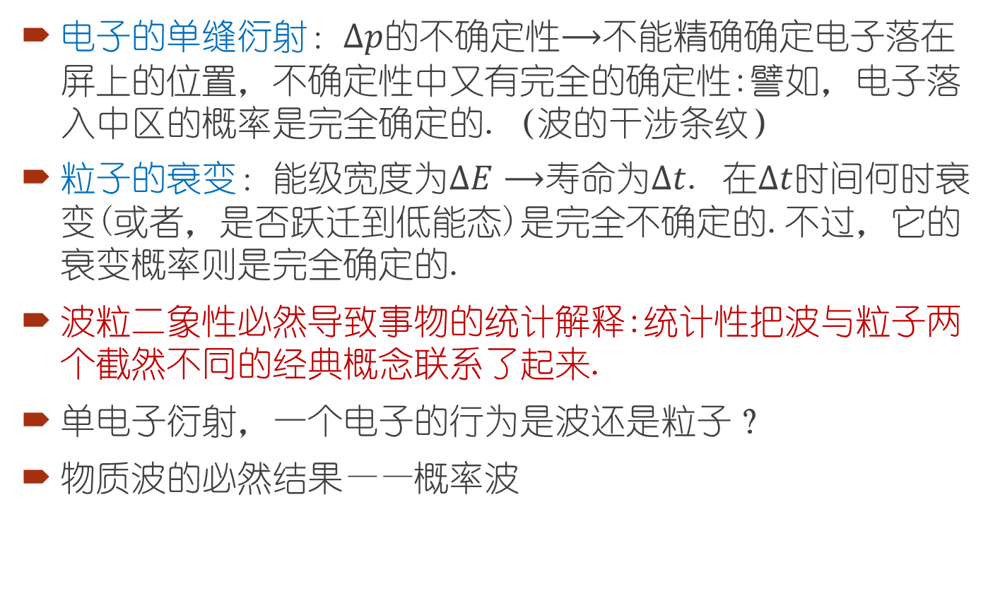 电子的单缝衍射：Δp的不确定性⟶不能精确确定电子落在
屏上的位置，不确定性中又有完全的确定性:譬如，电子落
入中区的概率是完全确定的. (波的干涉条纹)
粒子的衰变：能级宽度为ΔE ⟶寿命为Δt. 在Δt时间何时衰
变(或者，是否跃迁到低能态)是完全不确定的.不过，它的
衰变概率则是完全确定的.
波粒二象性必然导致事物的统计解释:统计性把波与粒子两
个截然不同的经典概念联系了起来.
单电子衍射，一个电子的行为是波还是粒子？
物质波的必然结果——概率波